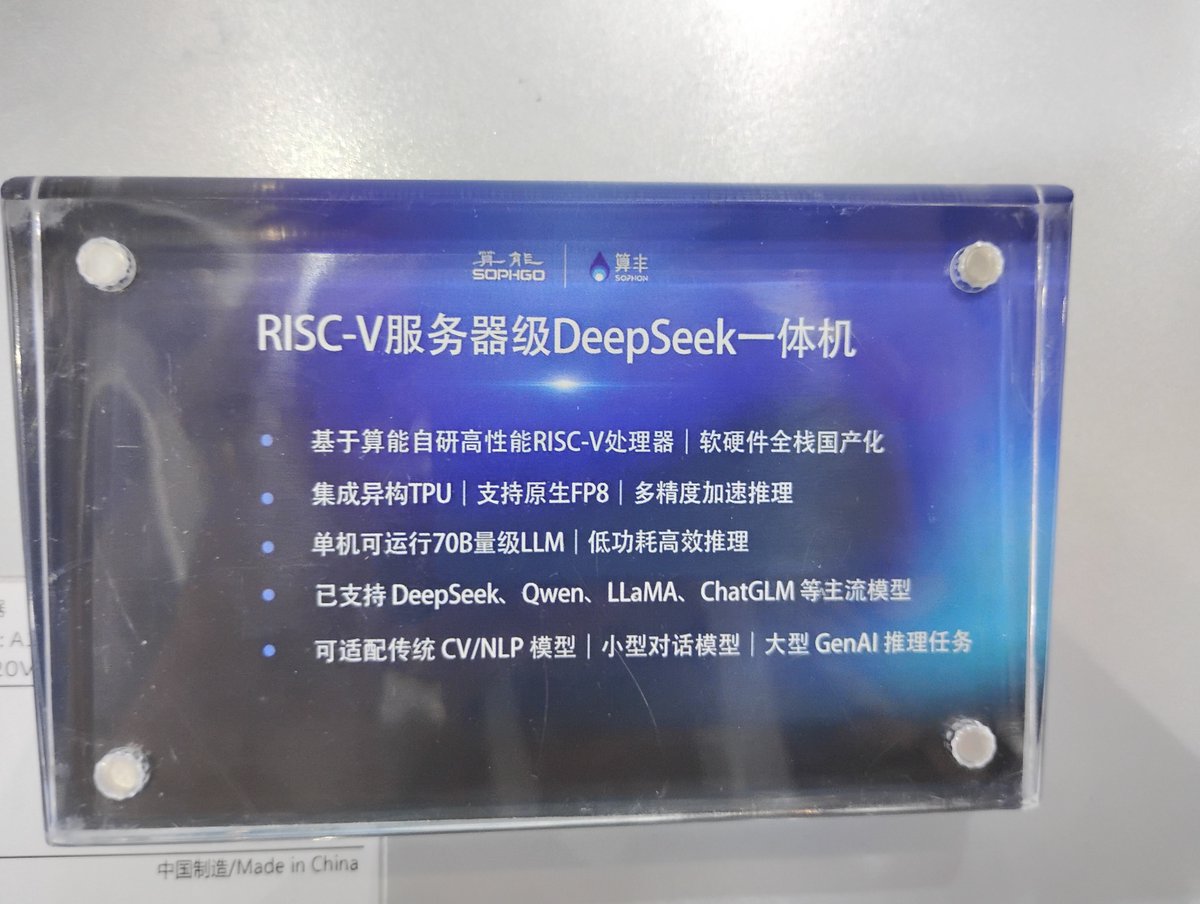 算能 SOPHGO | 算丰 SOPHON
RISC-V服务器级DeepSeek一体机
• 基于算能自研高性能RISC-V处理器｜软硬件全栈国产化
• 集成异构TPU｜支持原生FP8｜多精度加速推理
• 单机可运行70B量级LLM｜低功耗高效推理
• 已支持 DeepSeek、Qwen、LLaMA、ChatGLM 等主流模型
• 可适配传统 CV/NLP 模型｜小型对话模型｜大型 GenAI 推理任务
中国制造/Made in China